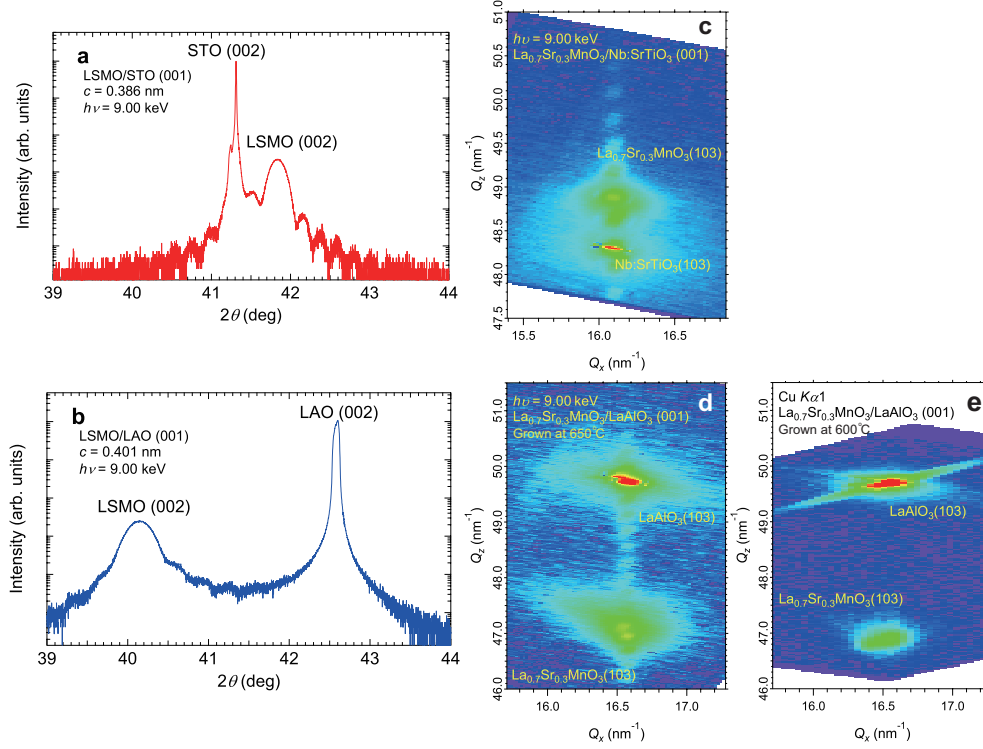 a
STO (002)
LSMO/STO (001)
c = 0.386 nm
hν = 9.00 keV
LSMO (002)
Intensity (arb. units)
39 40 41 42 43 44
2θ (deg)
b
LAO (002)
LSMO/LAO (001)
c = 0.401 nm
hν = 9.00 keV
LSMO (002)
Intensity (arb. units)
39 40 41 42 43 44
2θ (deg)
c
hυ = 9.00 keV
La0.7Sr0.3MnO3/Nb:SrTiO3 (001)
La0.7Sr0.3MnO3(103)
Nb:SrTiO3(103)
Qz (nm-1)
51.0
50.5
50.0
49.5
49.0
48.5
48.0
47.5
15.5 16.0 16.5
Qx (nm-1)
d
hυ = 9.00 keV
La0.7Sr0.3MnO3/LaAlO3 (001)
Grown at 650℃
LaAlO3(103)
La0.7Sr0.3MnO3(103)
Qz (nm-1)
51.0
50.0
49.0
48.0
47.0
46.0
16.0 16.5 17.0
Qx (nm-1)
e
Cu Kα1
La0.7Sr0.3MnO3/LaAlO3 (001)
Grown at 600℃
LaAlO3(103)
La0.7Sr0.3MnO3(103)
Qz (nm-1)
51.0
50.0
49.0
48.0
47.0
46.0
16.0 16.5 17.0
Qx (nm-1)